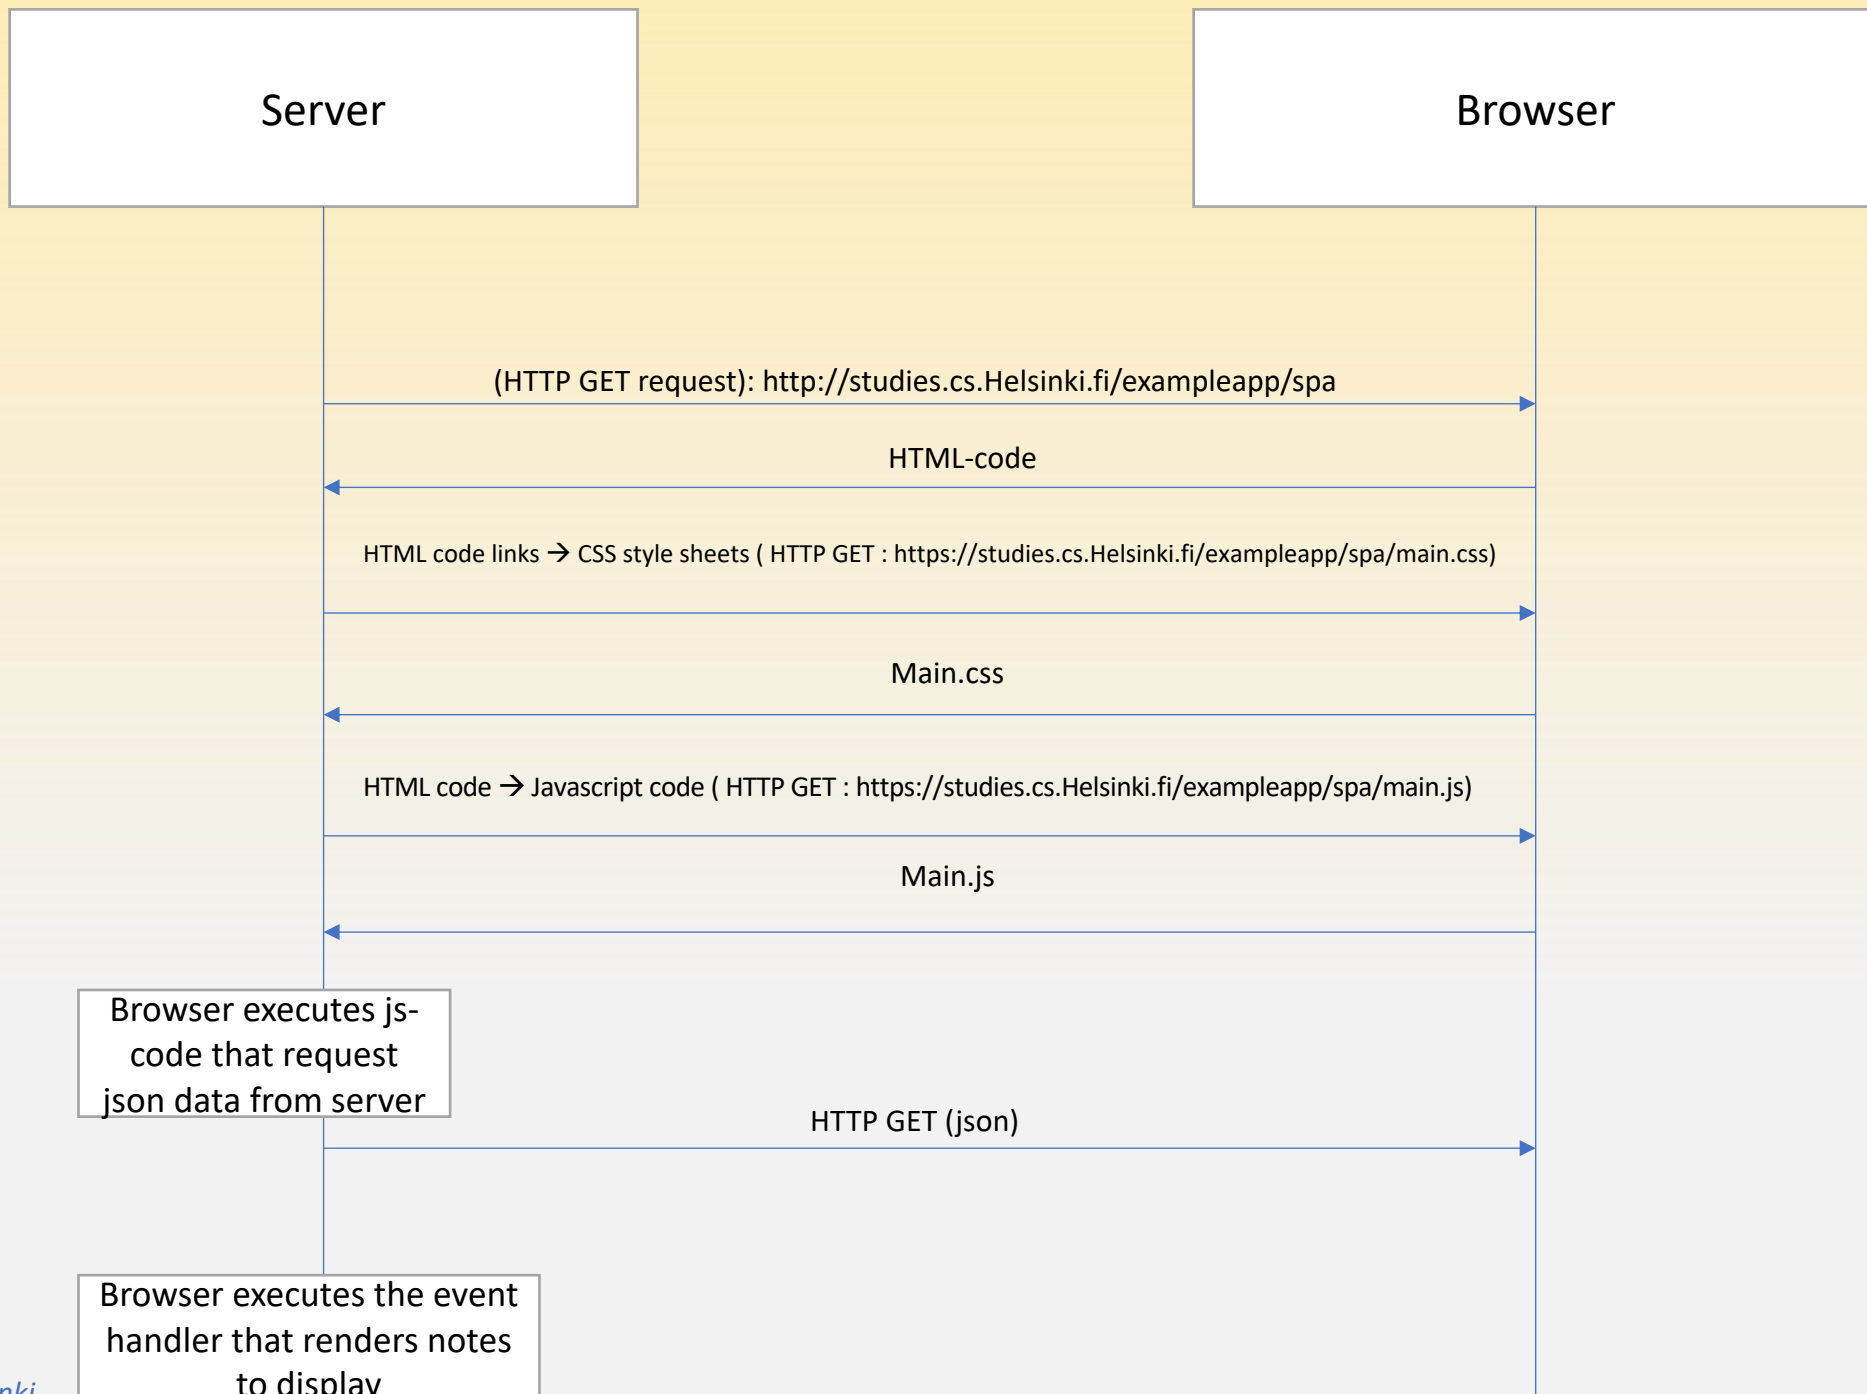 Server
Browser
(HTTP GET request): http://studies.cs.Helsinki.fi/exampleapp/spa
HTML-code
HTML code links → CSS style sheets ( HTTP GET : https://studies.cs.Helsinki.fi/exampleapp/spa/main.css)
Main.css
HTML code → Javascript code ( HTTP GET : https://studies.cs.Helsinki.fi/exampleapp/spa/main.js)
Main.js
Browser executes js-
code that request
json data from server
HTTP GET (json)
Browser executes the event
handler that renders notes
to display